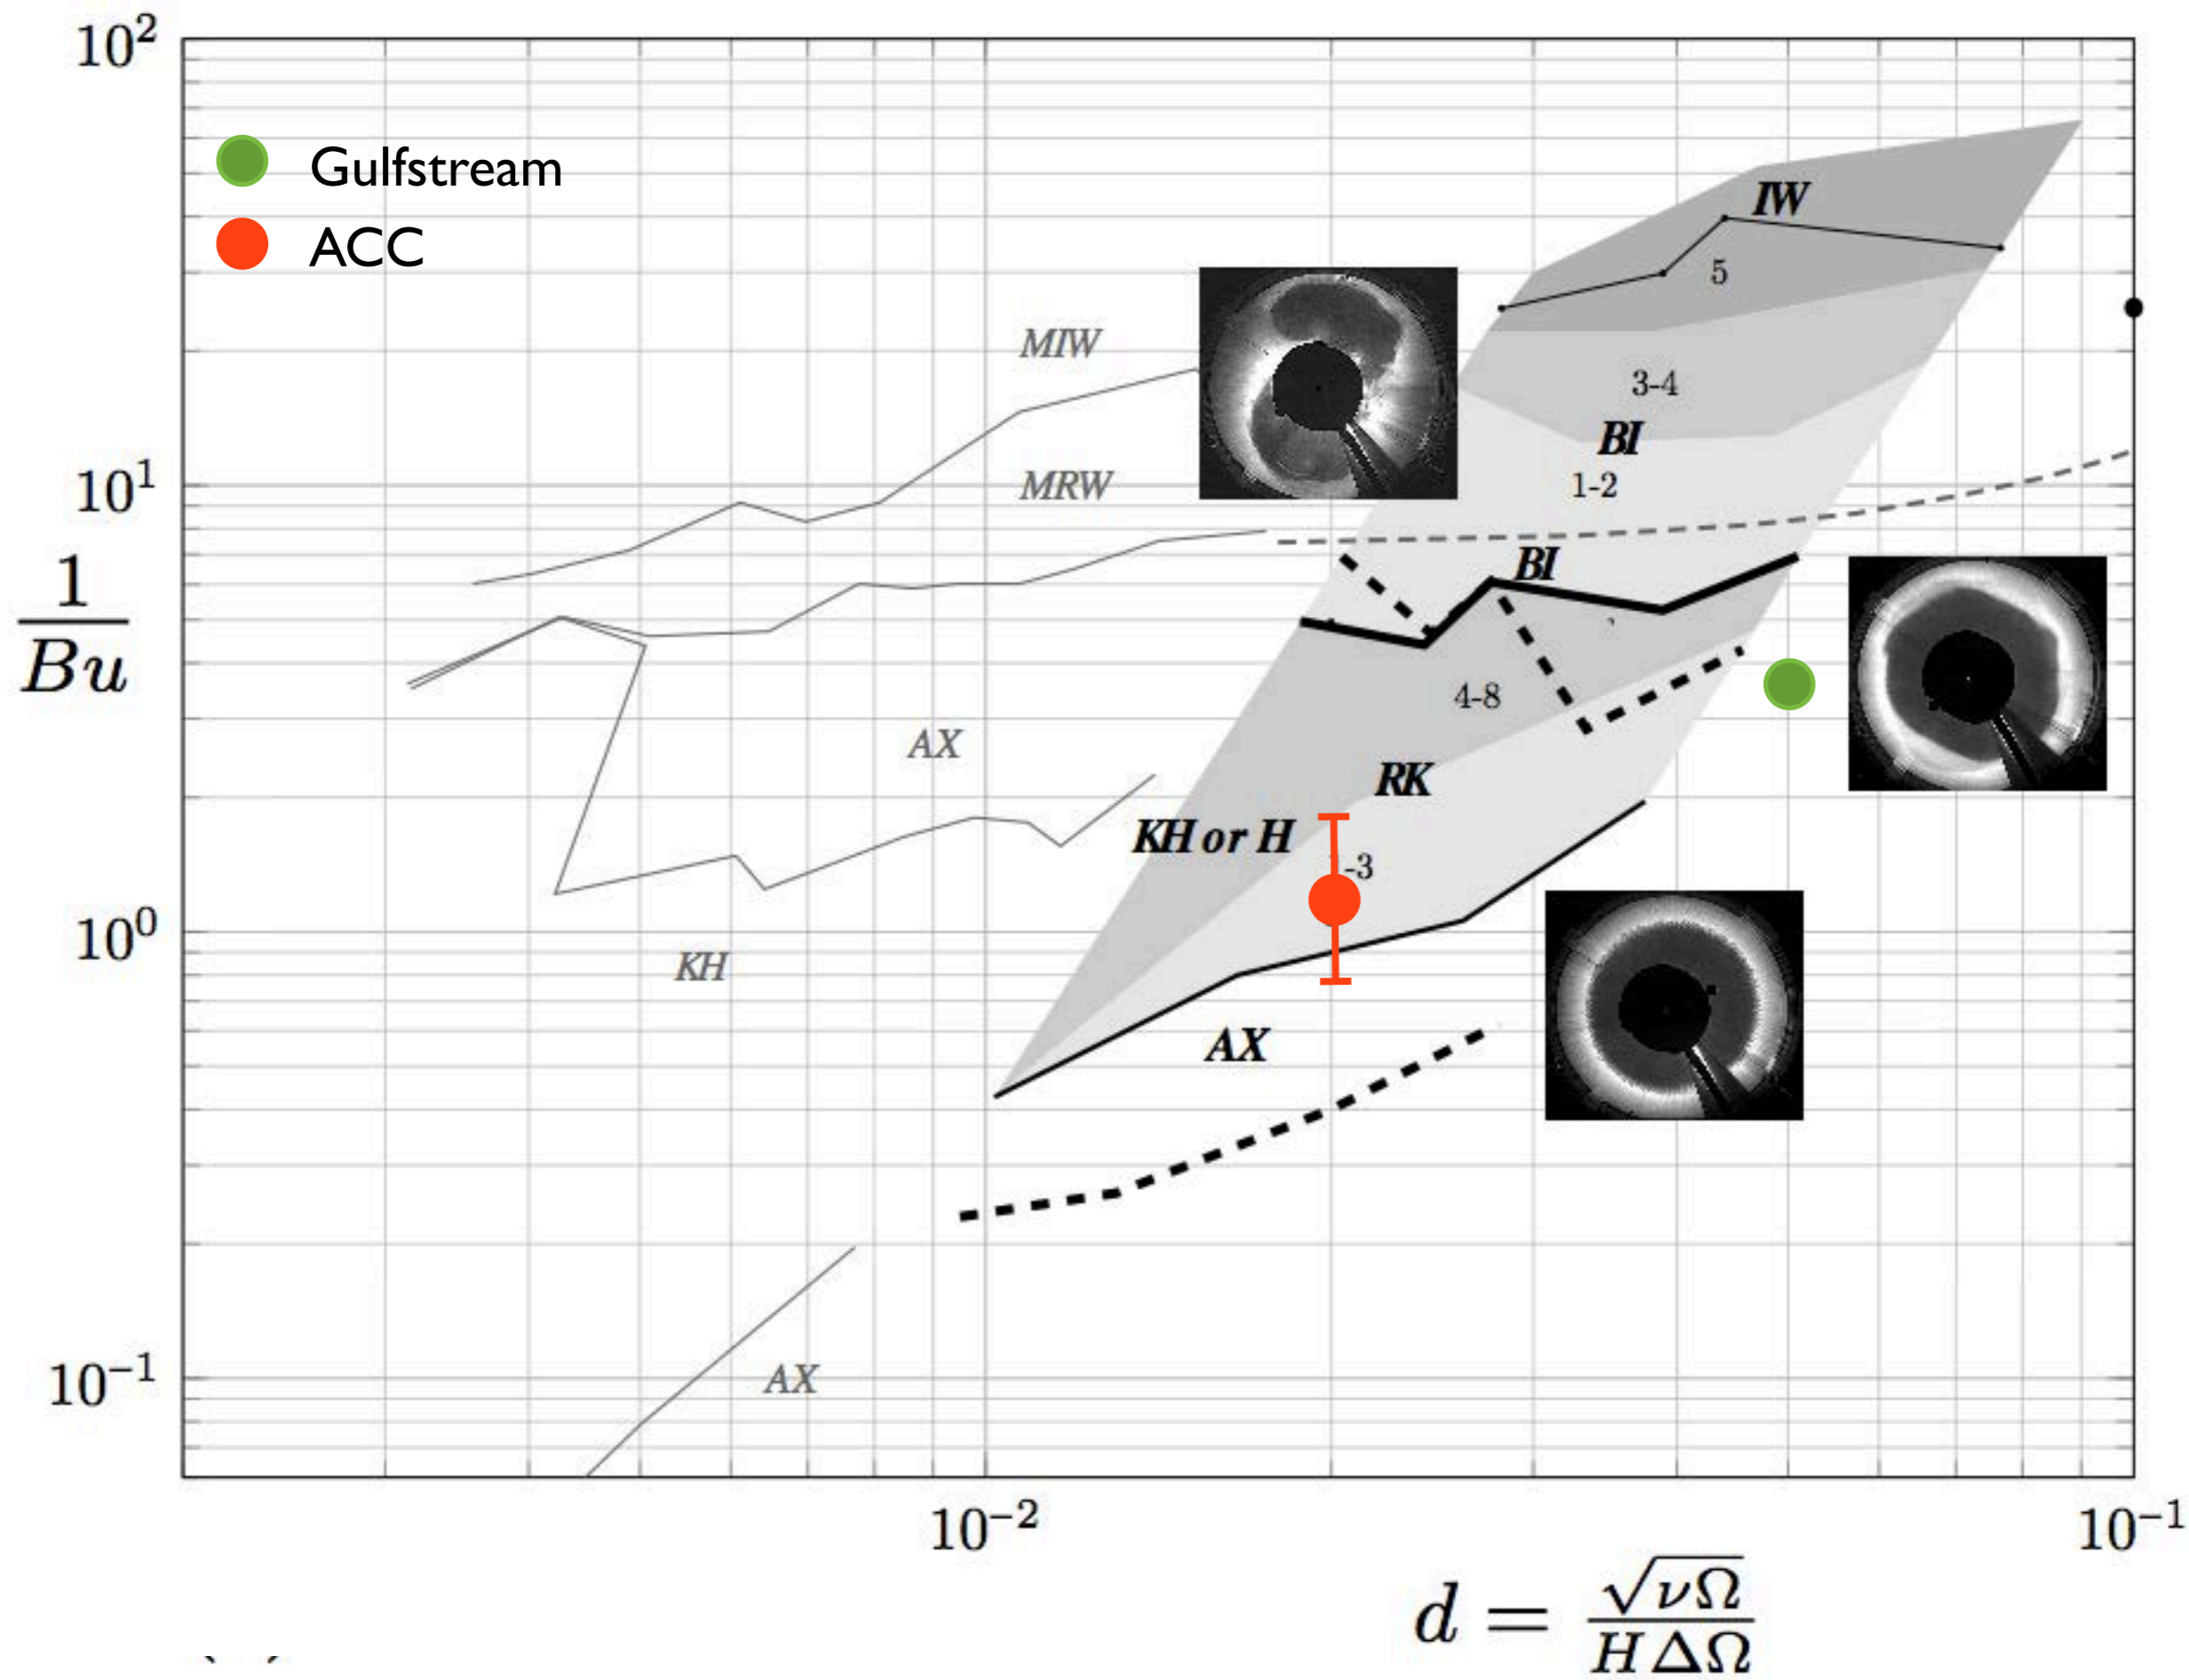 10²
Gulfstream
ACC
IW
5
MIW
3-4
BI
10¹
MRW
1-2
1/Bu
BI
4-8
AX
RK
KH or H
-3
10⁰
KH
AX
10⁻¹
AX
10⁻²
10⁻¹
d = √νΩ / HΔΩ